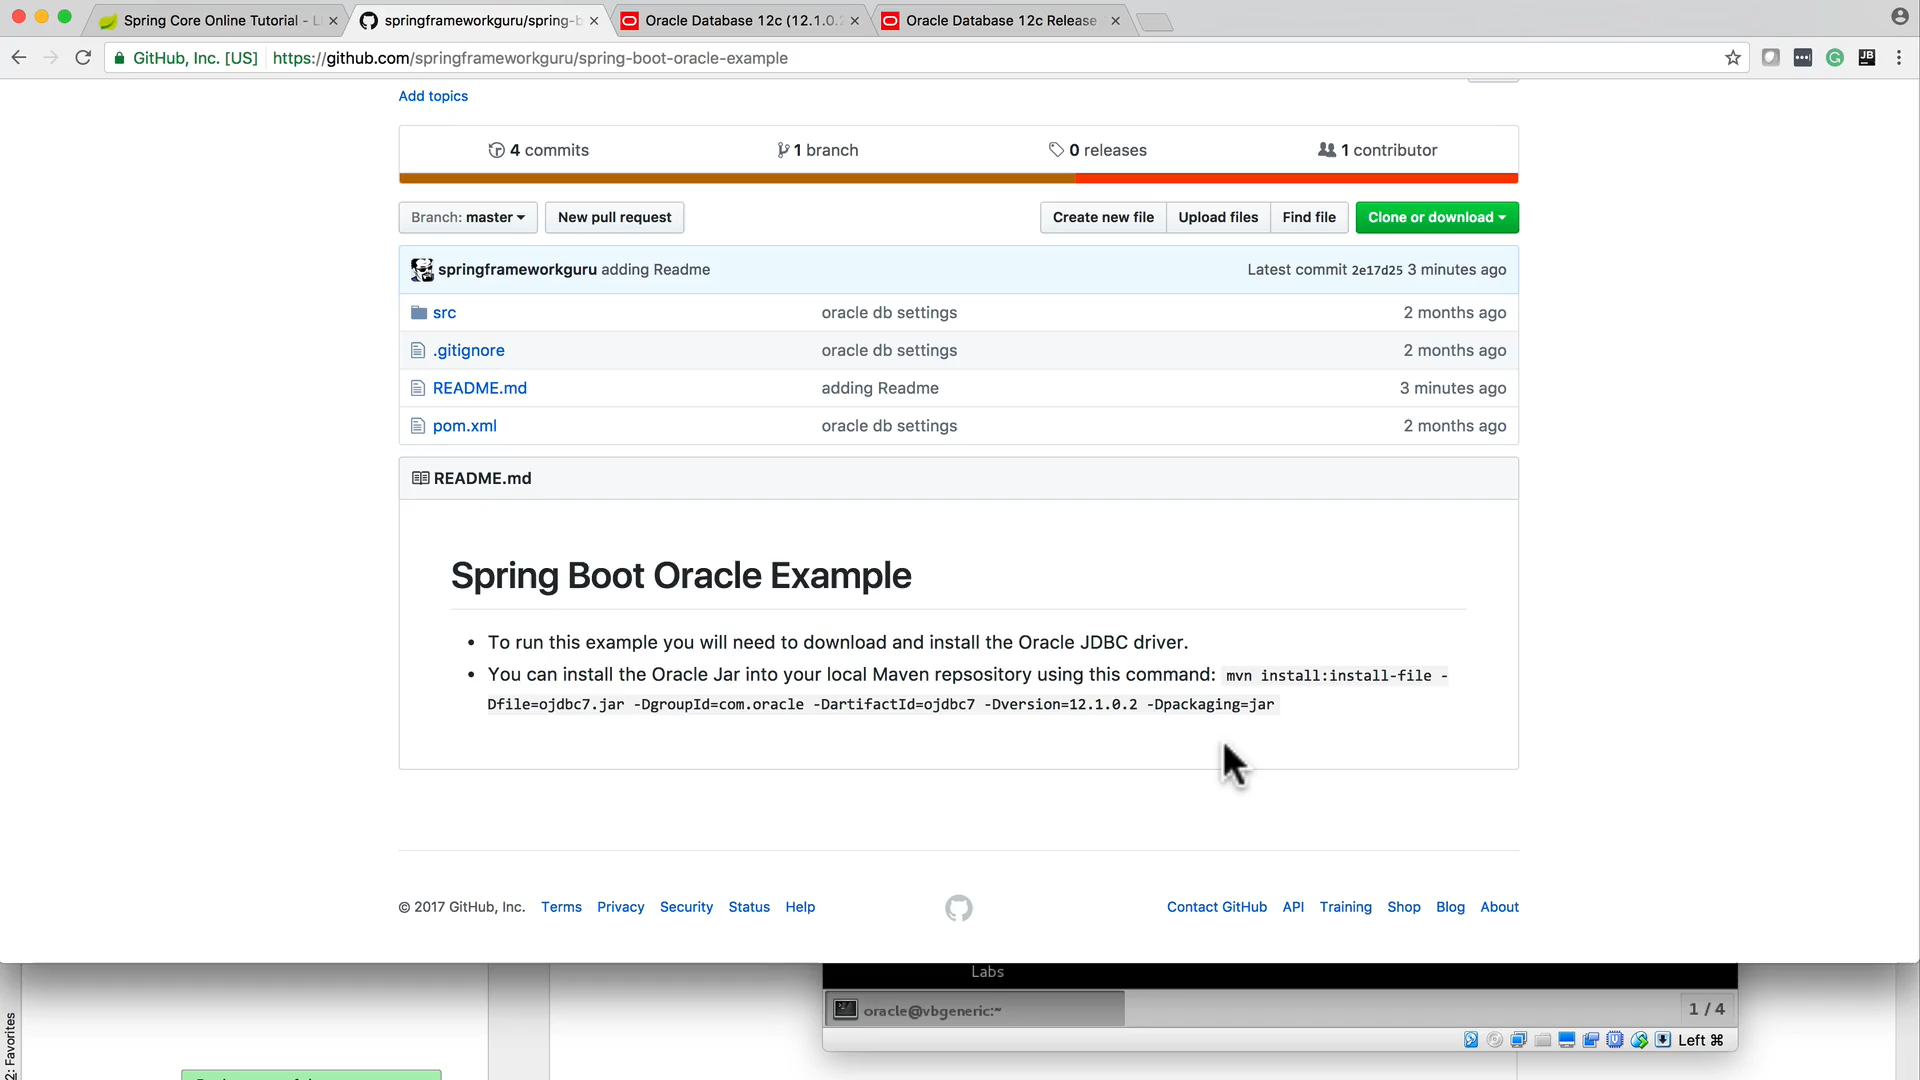 Spring Core Online Tutorial - L
springframeworkguru/spring-b
Oracle Database 12c (12.1.0.2
Oracle Database 12c Release
GitHub, Inc. [US]
https://github.com/springframeworkguru/spring-boot-oracle-example
JB
Add topics
4 commits
1 branch
0 releases
1 contributor
Branch: master
New pull request
Create new file
Upload files
Find file
Clone or download
springframeworkguru adding Readme
Latest commit 2e17d25 3 minutes ago
src
oracle db settings
2 months ago
.gitignore
oracle db settings
2 months ago
README.md
adding Readme
3 minutes ago
pom.xml
oracle db settings
2 months ago
README.md
Spring Boot Oracle Example
• To run this example you will need to download and install the Oracle JDBC driver.
• You can install the Oracle Jar into your local Maven repsository using this command: mvn install:install-file -
Dfile=ojdbc7.jar -DgroupId=com.oracle -DartifactId=ojdbc7 -Dversion=12.1.0.2 -Dpackaging=jar
© 2017 GitHub, Inc.
Terms
Privacy
Security
Status
Help
Contact GitHub
API
Training
Shop
Blog
About
Labs
oracle@vbgeneric:~
1 / 4
Left ⌘
2: Favorites